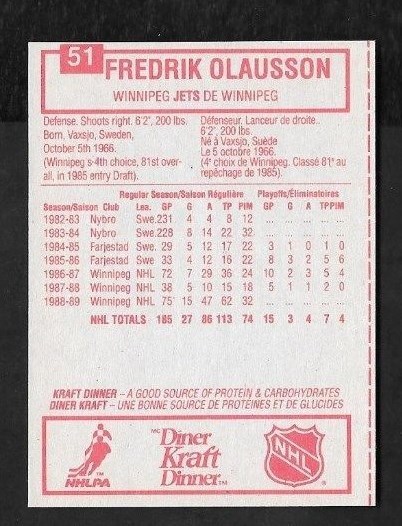 51 FREDRIK OLAUSSON
WINNIPEG JETS DE WINNIPEG
Defense. Shoots right. 6'2", 200 lbs.
Born, Vaxsjo, Sweden,
October 5th 1966.
(Winnipeg s-4th choice, 81st over-
all, in 1985 entry Draft).
Défenseur. Lanceur de droite..
6'2", 200 lbs.
Né à Vaxsjo, Suède
Le 5 octobre 1966.
(4e choix de Winnipeg. Classé 81e au
repêchage de 1985).
Regular Season/Saison Régulière Playoffs/Eliminatoires
Season/Saison Club Lea. GP G A TP PIM GP G A TP PIM
1982-83 Nybro Swe. 231 4 4 8 12 ... ... ... ... ...
1983-84 Nybro Swe. 228 8 14 22 32 ... ... ... ... ...
1984-85 Farjestad Swe. 29 5 12 17 22 3 1 0 1 0
1985-86 Farjestad Swe. 33 4 12 16 22 8 3 2 5 6
1986-87 Winnipeg NHL 72 7 29 36 24 10 2 3 5 4
1987-88 Winnipeg NHL 38 5 10 15 18 5 1 1 2 0
1988-89 Winnipeg NHL 75 15 47 62 32 ... ... ... ... ...
NHL TOTALS 185 27 86 113 74 15 3 4 7 4
KRAFT DINNER – A GOOD SOURCE OF PROTEIN & CARBOHYDRATES
DINER KRAFT – UNE BONNE SOURCE DE PROTEINES ET DE GLUCIDES
NHLPA TM
MC Diner
Kraft
Dinner TM
NHL